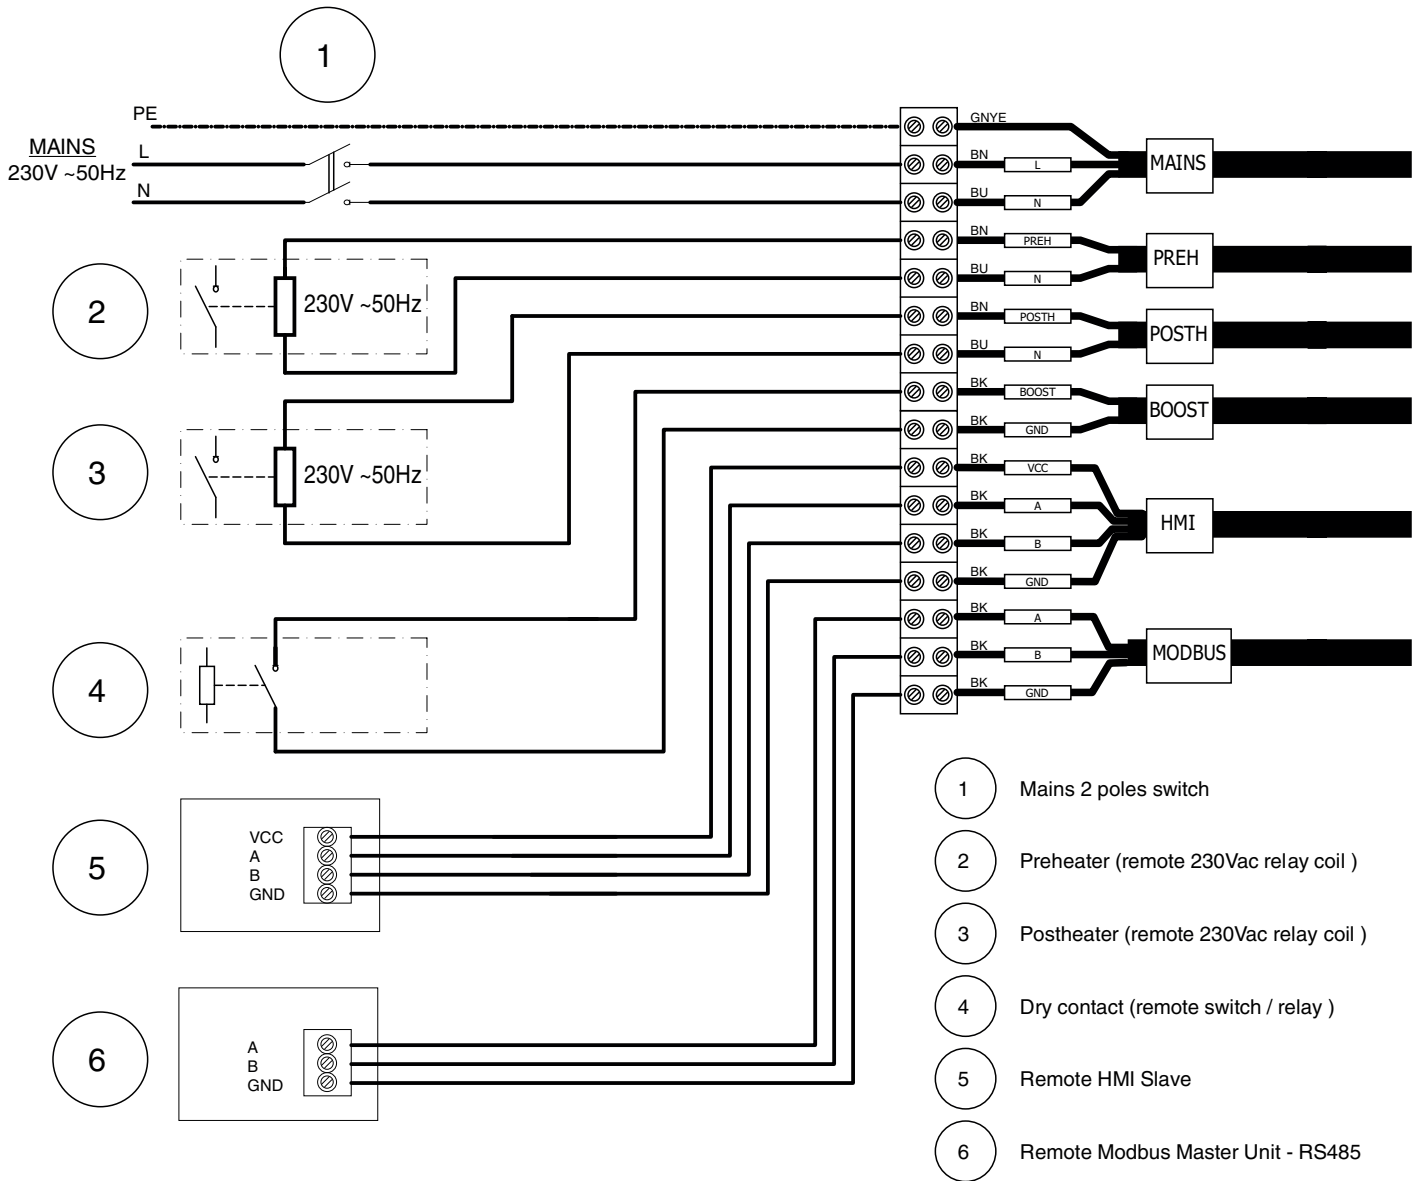 1
PE
MAINS
230V ~50Hz
L
N
GNYE
BN
L
BU
N
MAINS
BN
PREH
BU
N
PREH
BN
POSTH
BU
N
POSTH
BK
BOOST
BK
GND
BOOST
BK
VCC
BK
A
BK
B
BK
GND
HMI
BK
A
BK
B
BK
GND
MODBUS
2
230V ~50Hz
3
230V ~50Hz
4
5
VCC
A
B
GND
6
A
B
GND
1 Mains 2 poles switch
2 Preheater (remote 230Vac relay coil )
3 Postheater (remote 230Vac relay coil )
4 Dry contact (remote switch / relay )
5 Remote HMI Slave
6 Remote Modbus Master Unit - RS485